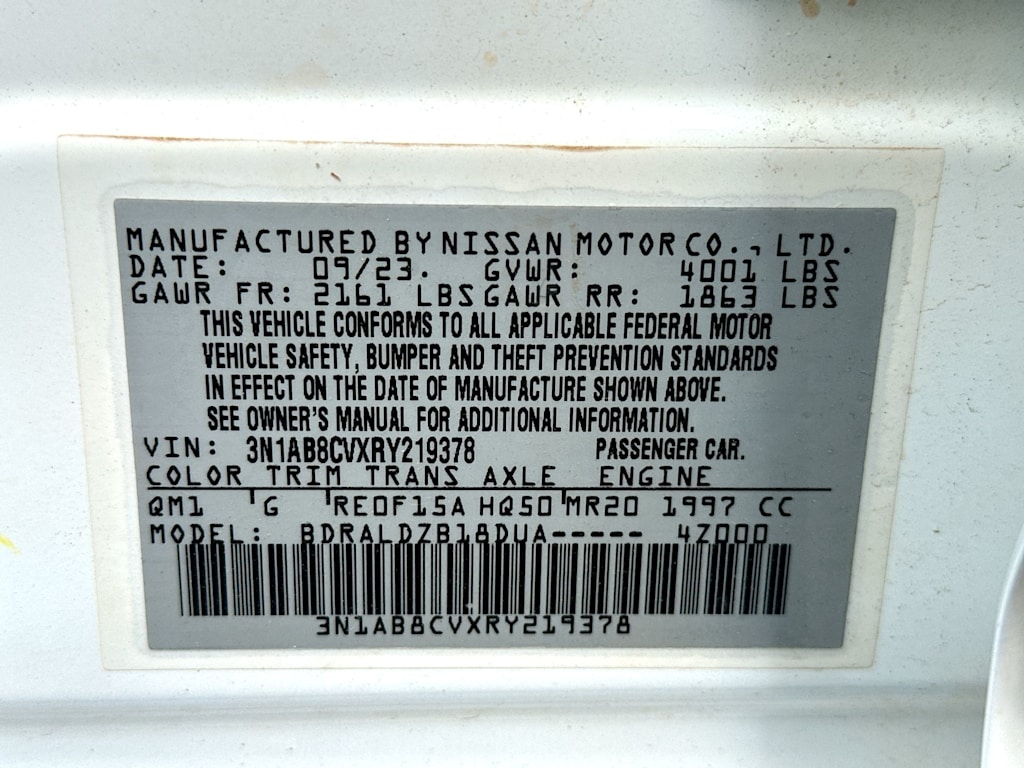 MANUFACTURED BY NISSAN MOTOR CO., LTD.
DATE: 09/23. GVWR: 4001 LBS
GAWR FR: 2161 LBS GAWR RR: 1863 LBS
THIS VEHICLE CONFORMS TO ALL APPLICABLE FEDERAL MOTOR
VEHICLE SAFETY, BUMPER AND THEFT PREVENTION STANDARDS
IN EFFECT ON THE DATE OF MANUFACTURE SHOWN ABOVE.
SEE OWNER'S MANUAL FOR ADDITIONAL INFORMATION.
VIN: 3N1AB8CVXRY219378 PASSENGER CAR.
COLOR TRIM TRANS AXLE ENGINE
QM1 G RE0F15A HQ50 MR20 1997 CC
MODEL: BDRALDZB18DUA----- 4Z000
3N1AB8CVXRY219378